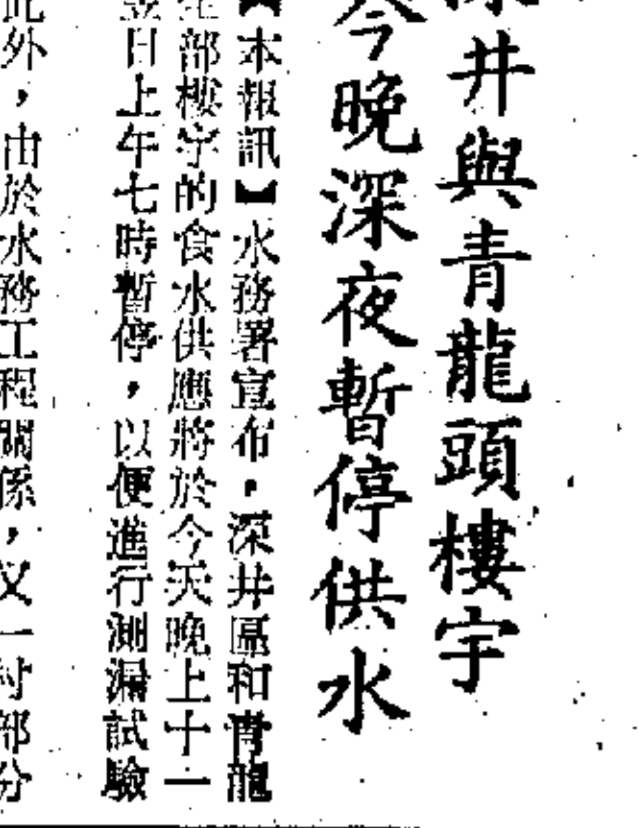 井與青龍頭樓宇
今晚深夜暫停供水
【本報訊】水務署宣布,深井區和青龍
部樓宇的食水供應將於今天晚上十一
翌日上午七時暫停,以便進行測漏試驗
此外,由於水務工程關係,又一村部分